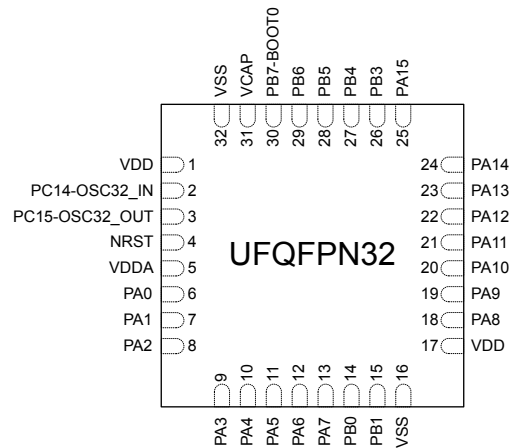 VSS
VCAP
PB7-BOOT0
PB6
PB5
PB4
PB3
PA15
32
31
30
29
28
27
26
25
VDD 1
PC14-OSC32_IN 2
PC15-OSC32_OUT 3
NRST 4
VDDA 5
PA0 6
PA1 7
PA2 8
UFQFPN32
24 PA14
23 PA13
22 PA12
21 PA11
20 PA10
19 PA9
18 PA8
17 VDD
9
10
11
12
13
14
15
16
PA3
PA4
PA5
PA6
PA7
PB0
PB1
VSS